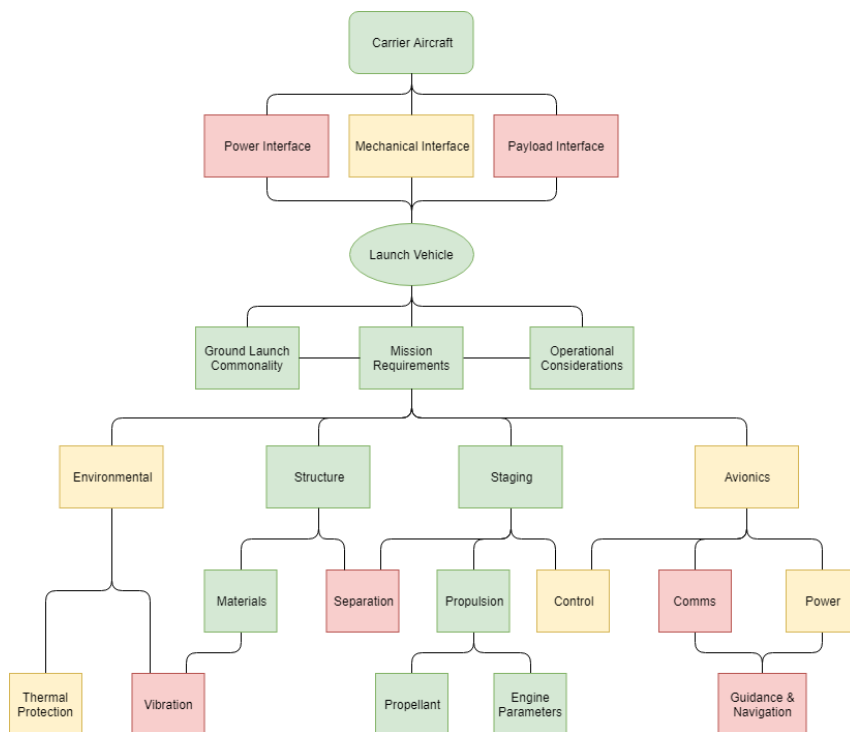 Carrier Aircraft
Power Interface
Mechanical Interface
Payload Interface
Launch Vehicle
Ground Launch
Commonality
Mission
Requirements
Operational
Considerations
Environmental
Structure
Staging
Avionics
Materials
Separation
Propulsion
Control
Comms
Power
Thermal
Protection
Vibration
Propellant
Engine
Parameters
Guidance &
Navigation